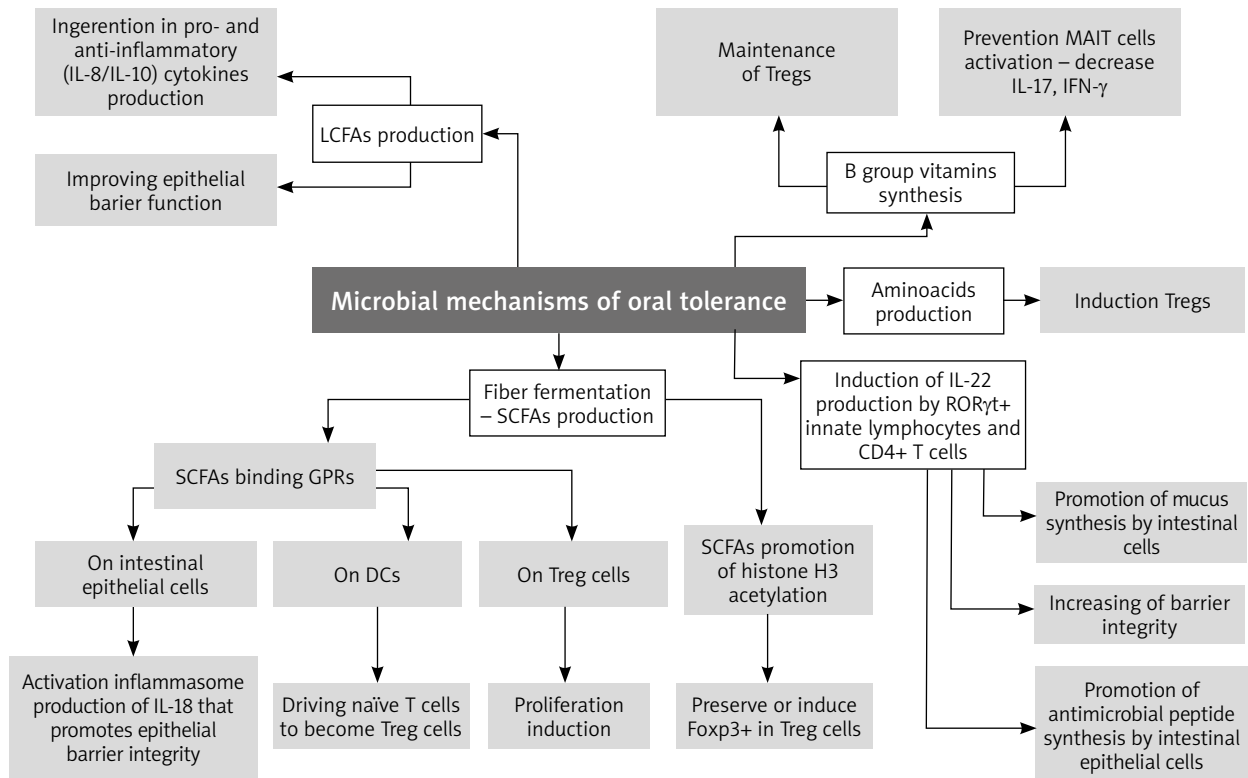 Ingerention in pro- and
anti-inflammatory
(IL-8/IL-10) cytokines
production
LCFAs production
Improving epithelial
barrier function
Maintenance
of Tregs
Prevention MAIT cells
activation – decrease
IL-17, IFN-γ
B group vitamins
synthesis
Microbial mechanisms of oral tolerance
Aminoacids
production
Induction Tregs
Fiber fermentation
– SCFAs production
Induction of IL-22
production by RORγt+
innate lymphocytes and
CD4+ T cells
SCFAs binding GPRs
On intestinal
epithelial cells
On DCs
On Treg cells
SCFAs promotion
of histone H3
acetylation
Promotion of mucus
synthesis by intestinal
cells
Increasing of barrier
integrity
Activation inflammasome
production of IL-18 that
promotes epithelial
barrier integrity
Driving naïve T cells
to become Treg cells
Proliferation
induction
Preserve or induce
Foxp3+ in Treg cells
Promotion of
antimicrobial peptide
synthesis by intestinal
epithelial cells